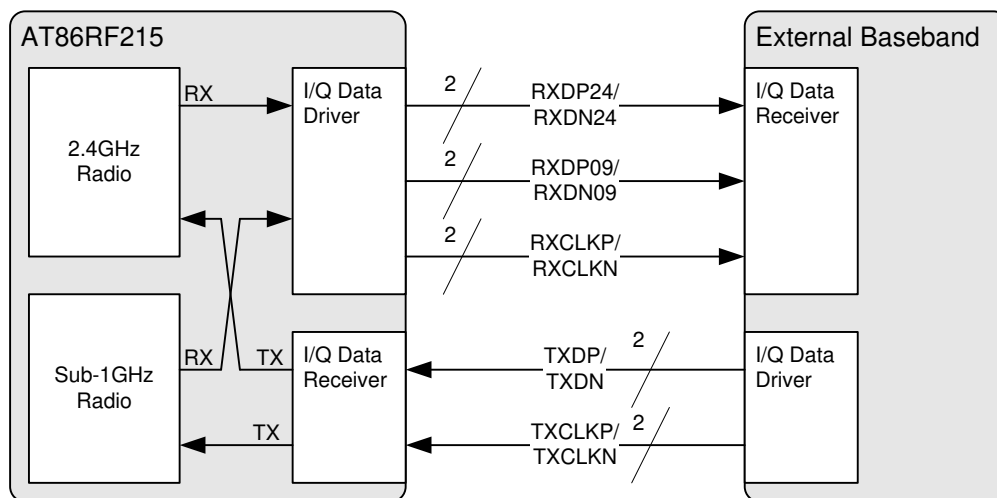 AT86RF215
External Baseband
2.4GHz
Radio
RX
I/Q Data
Driver
2
RXDP24/
RXDN24
I/Q Data
Receiver
2
RXDP09/
RXDN09
2
RXCLKP/
RXCLKN
Sub-1GHz
Radio
RX
TX
I/Q Data
Receiver
TXDP/
TXDN
2
I/Q Data
Driver
TX
TXCLKP/
TXCLKN
2